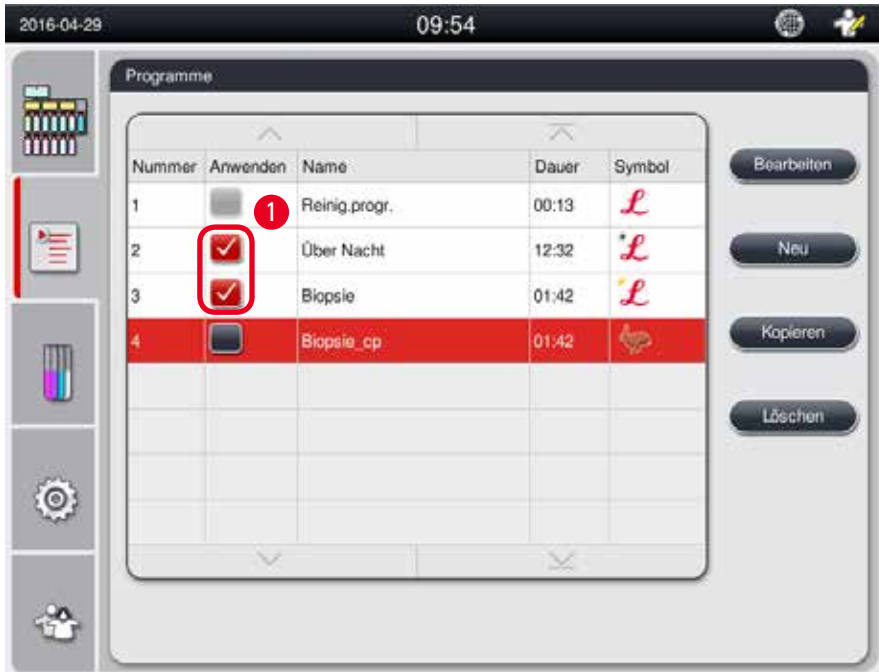 2016-04-29 09:54
Programme
Nummer Anwenden Name Dauer Symbol
1 Reinig.progr. 00:13 L
2 Über Nacht 12:32 L
3 Biopsie 01:42 L
4 Biopsie_cp 01:42
1
Bearbeiten
Neu
Kopieren
Löschen